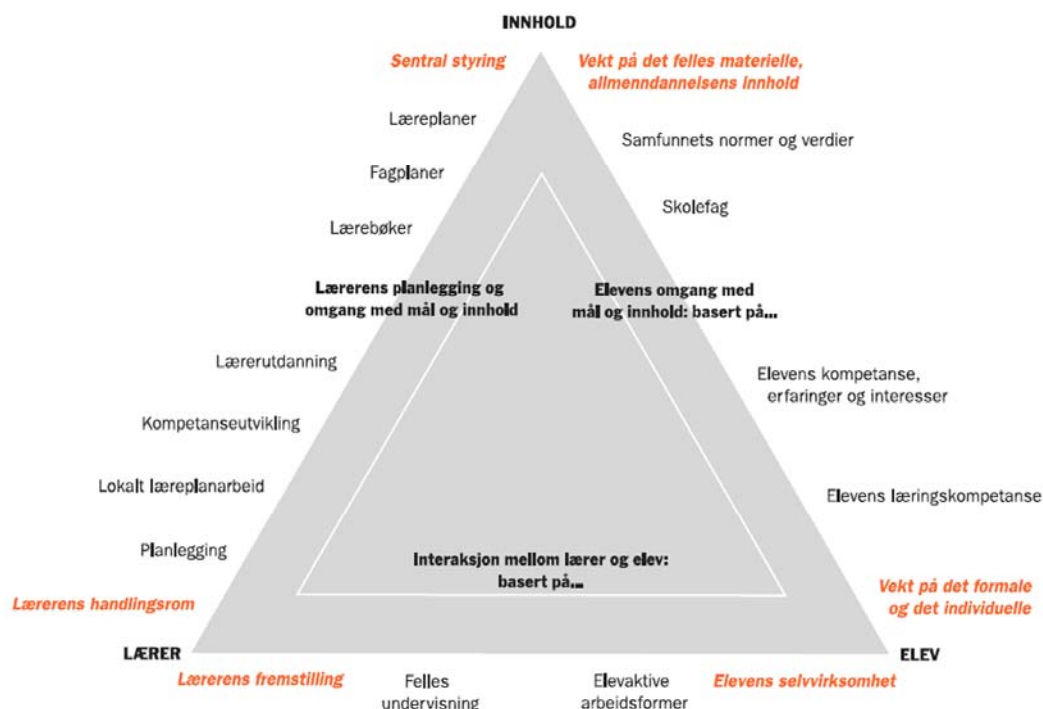 INNHOLD
Sentral styring
Vekt på det felles materielle,
allmenndannelsens innhold
Læreplaner
Samfunnets normer og verdier
Fagplaner
Skolefag
Lærebøker
Lærerens planlegging og
omgang med mål og innhold
Elevens omgang med
mål og innhold: basert på...
Lærerutdanning
Elevens kompetanse,
erfaringer og interesser
Kompetanseutvikling
Lokalt læreplanarbeid
Elevens læringskompetanse
Planlegging
Interaksjon mellom lærer og elev:
basert på...
Lærerens handlingsrom
Vekt på det formale
og det individuelle
LÆRER
ELEV
Lærerens fremstilling
Felles
undervisning
Elevaktive
arbeidsformer
Elevens selvvirksomhet